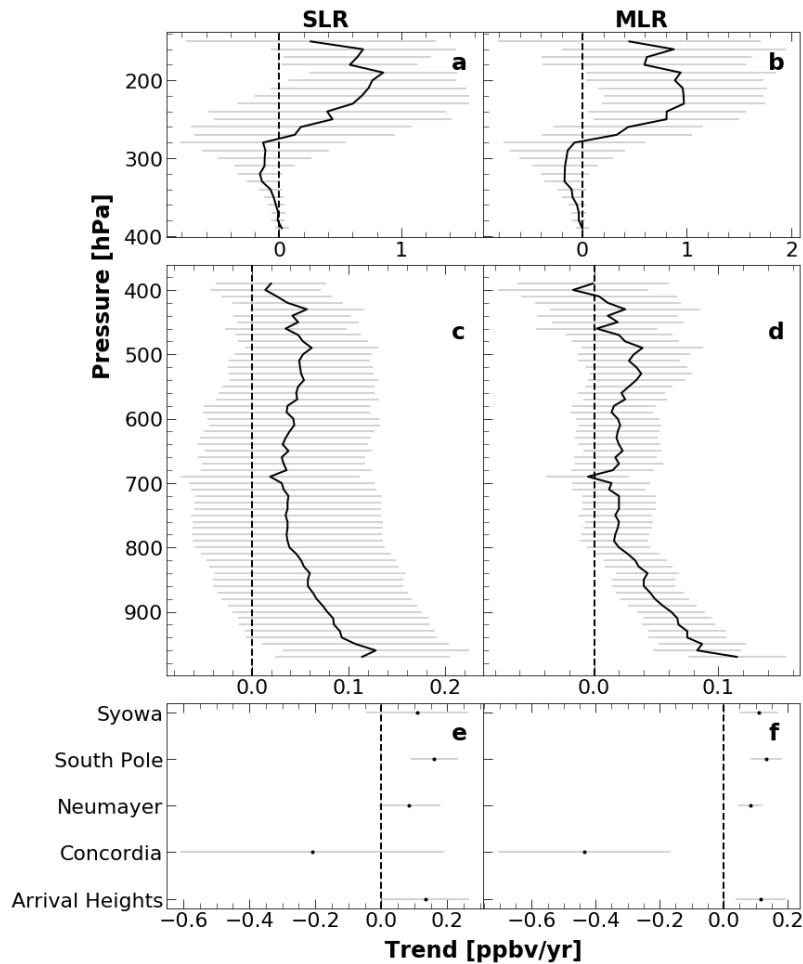 SLR MLR
a b
200
300
400
0 1 0 1 2
Pressure [hPa]
400
500
600
700
800
900
c d
0.0 0.1 0.2 0.0 0.1
Syowa
South Pole
Neumayer
Concordia
Arrival Heights
e f
−0.6 −0.4 −0.2 0.0 0.2 −0.6 −0.4 −0.2 0.0 0.2
Trend [ppbv/yr]